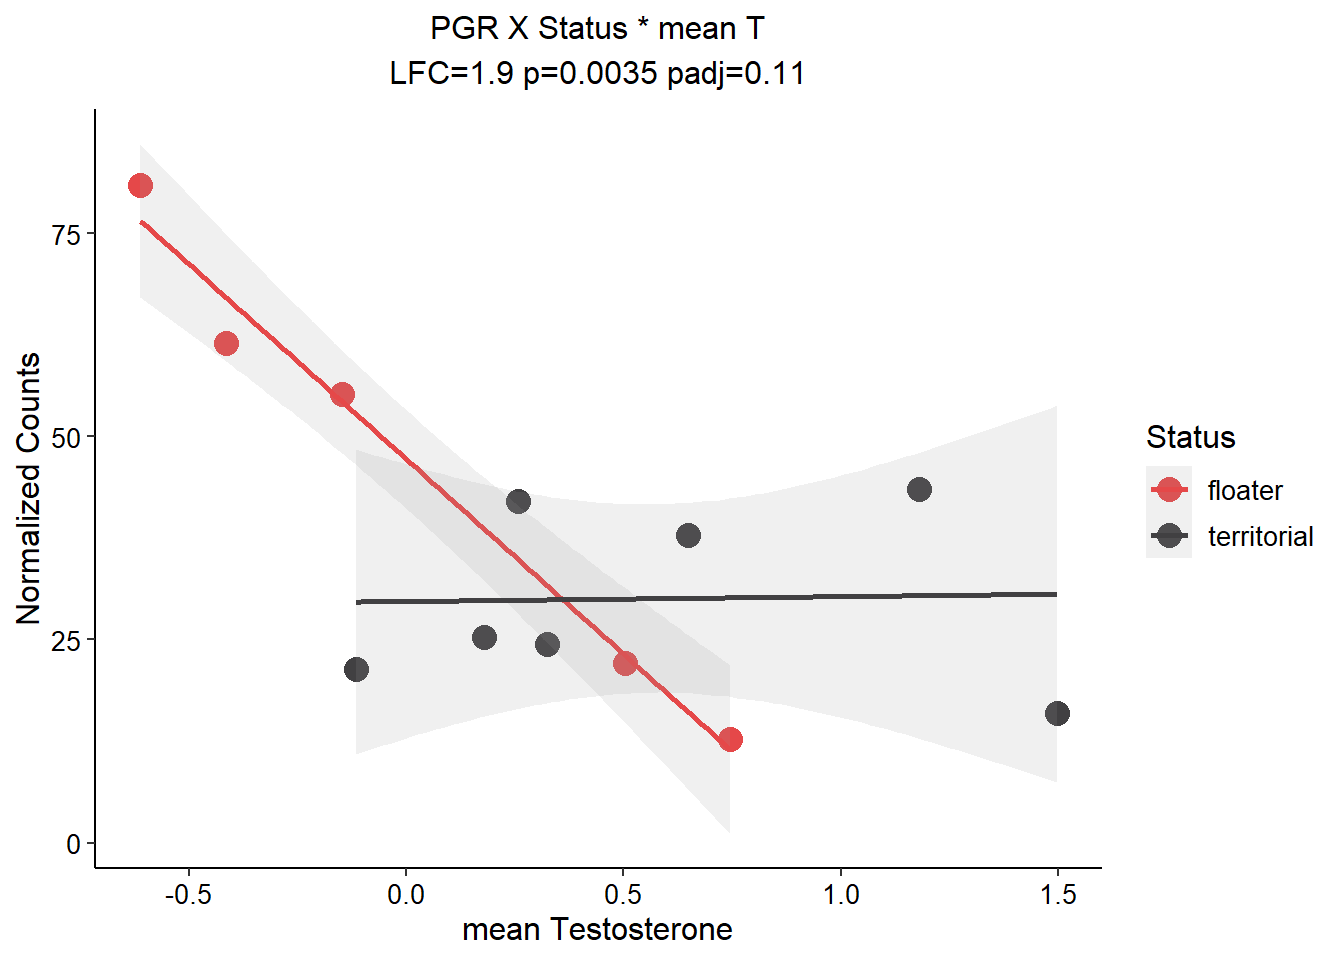 PGR X Status * mean T
LFC=1.9 p=0.0035 padj=0.11
Normalized Counts
75
50
25
0
-0.5
0.0
0.5
1.0
1.5
mean Testosterone
Status
floater
territorial